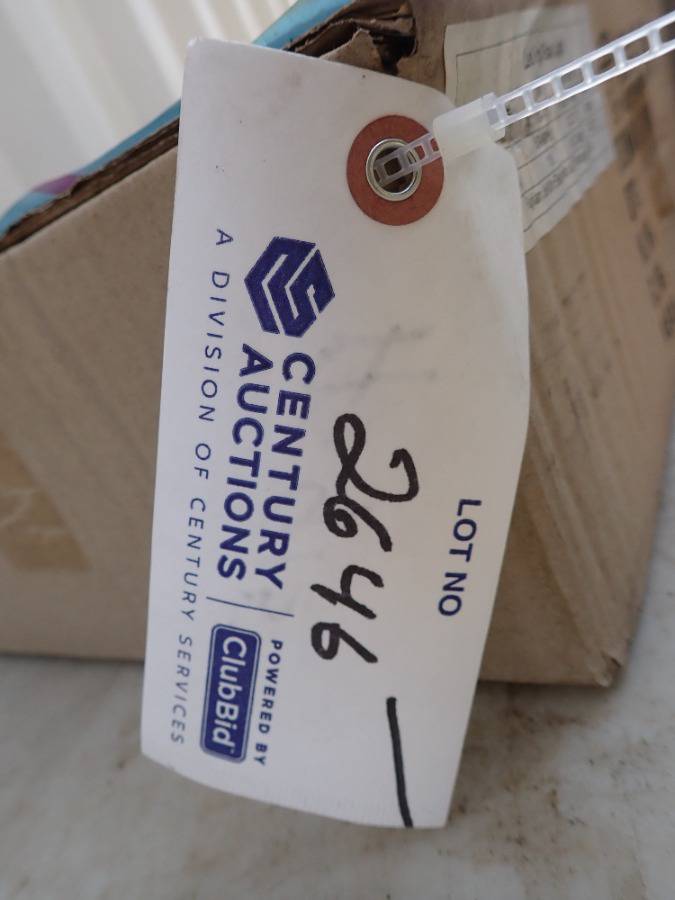 LOT NO
2646 —
CENTURY
AUCTIONS
A DIVISION OF CENTURY SERVICES
POWERED BY
ClubBid